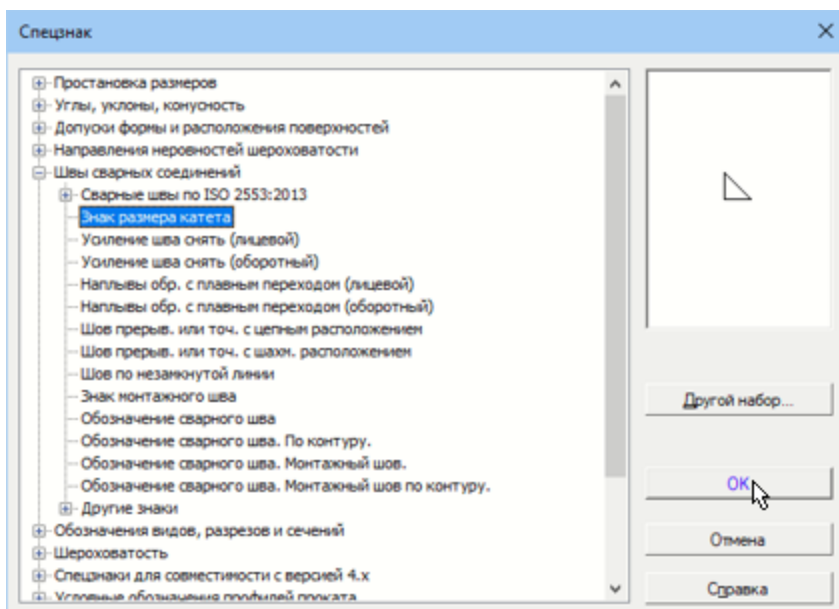 Спецзнак
Простановка размеров
Углы, уклоны, конусность
Допуски формы и расположения поверхностей
Направления неровностей шероховатости
Швы сварных соединений
Сварные швы по ISO 2553:2013
Знак размера катета
Усиление шва снять (лицевой)
Усиление шва снять (оборотный)
Наплывы обр. с плавным переходом (лицевой)
Наплывы обр. с плавным переходом (оборотный)
Шов прерыв. или точ. с цепным расположением
Шов прерыв. или точ. с шахм. расположением
Шов по незамкнутой линии
Знак монтажного шва
Обозначение сварного шва
Обозначение сварного шва. По контуру.
Обозначение сварного шва. Монтажный шов.
Обозначение сварного шва. Монтажный шов по контуру.
Другие знаки
Обозначения видов, разрезов и сечений
Шероховатость
Спецзнаки для совместимости с версией 4.x
Условные обозначения профилей проката
Другой набор...
OK
Отмена
Справка